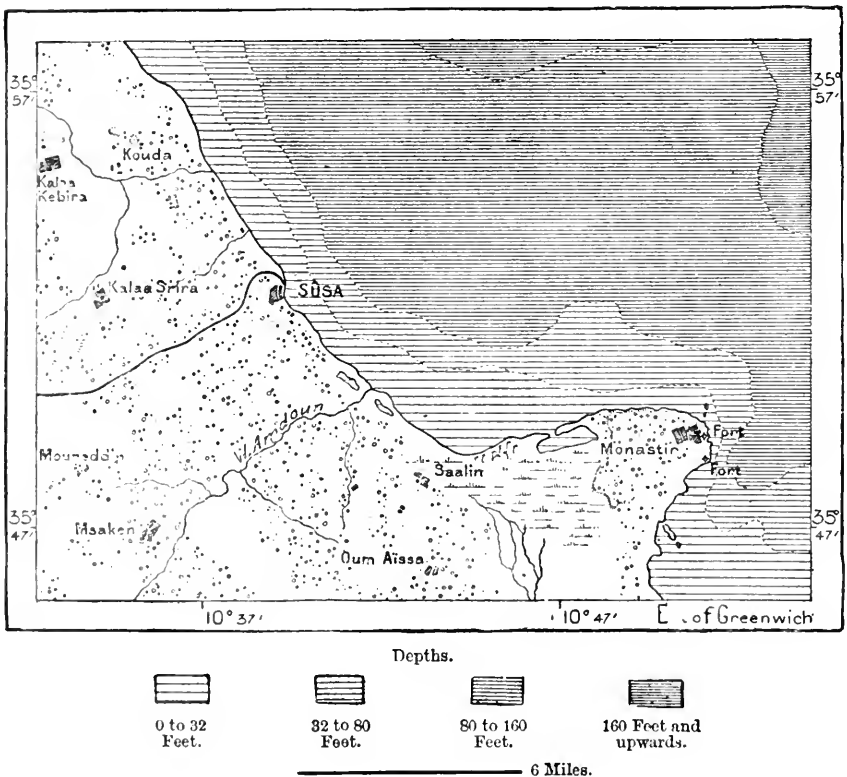 35° 35°
57′ 57′
Kouda
Kalaa
Kebira
Kalaa Srira
SÛSA
Fort
Monastir
Fort
Saalin
Msaken
35° 35°
47′ 47′
Oum Aïssa
10° 37′ 10° 47′ E. of Greenwich
Depths.
0 to 32 Feet.
32 to 80 Feet.
80 to 160 Feet.
160 Feet and upwards.
6 Miles.